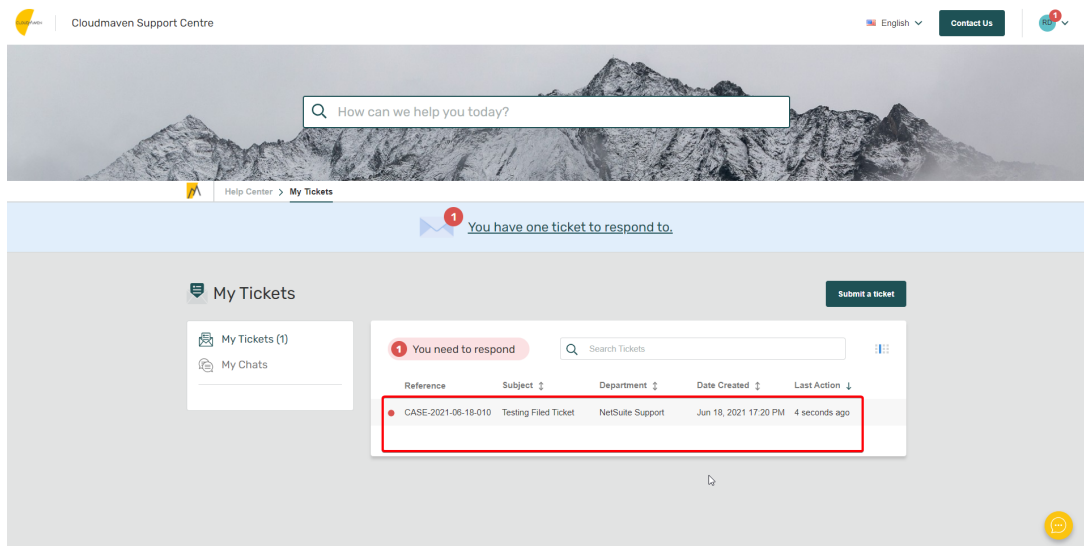 CLOUDMAVEN
Cloudmaven Support Centre
English
Contact Us
RD
1
How can we help you today?
Help Center > My Tickets
1
You have one ticket to respond to.
My Tickets
Submit a ticket
My Tickets (1)
My Chats
1 You need to respond
Search Tickets
Reference Subject Department Date Created Last Action
CASE-2021-06-18-010 Testing Filed Ticket NetSuite Support Jun 18, 2021 17:20 PM 4 seconds ago